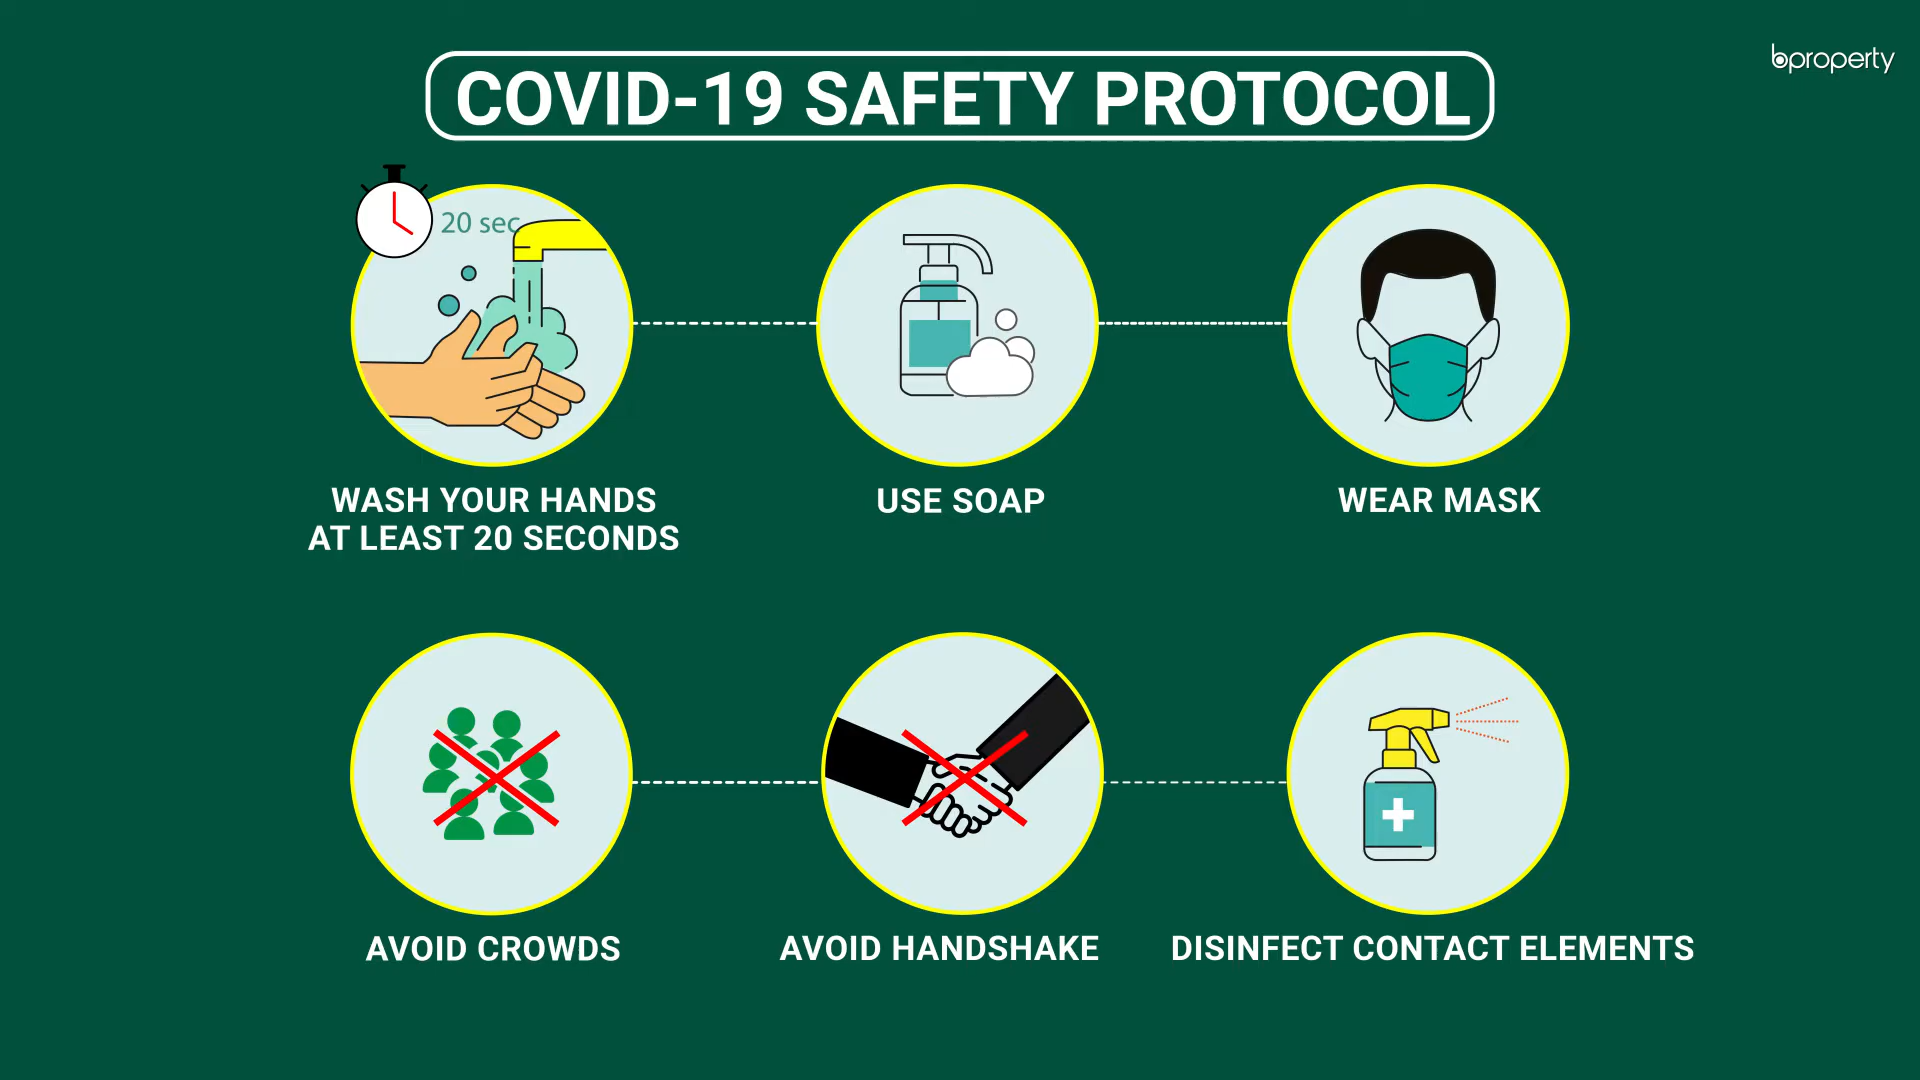 bproperty
COVID-19 SAFETY PROTOCOL
20 sec
WASH YOUR HANDS
AT LEAST 20 SECONDS
USE SOAP
WEAR MASK
AVOID CROWDS
AVOID HANDSHAKE
DISINFECT CONTACT ELEMENTS